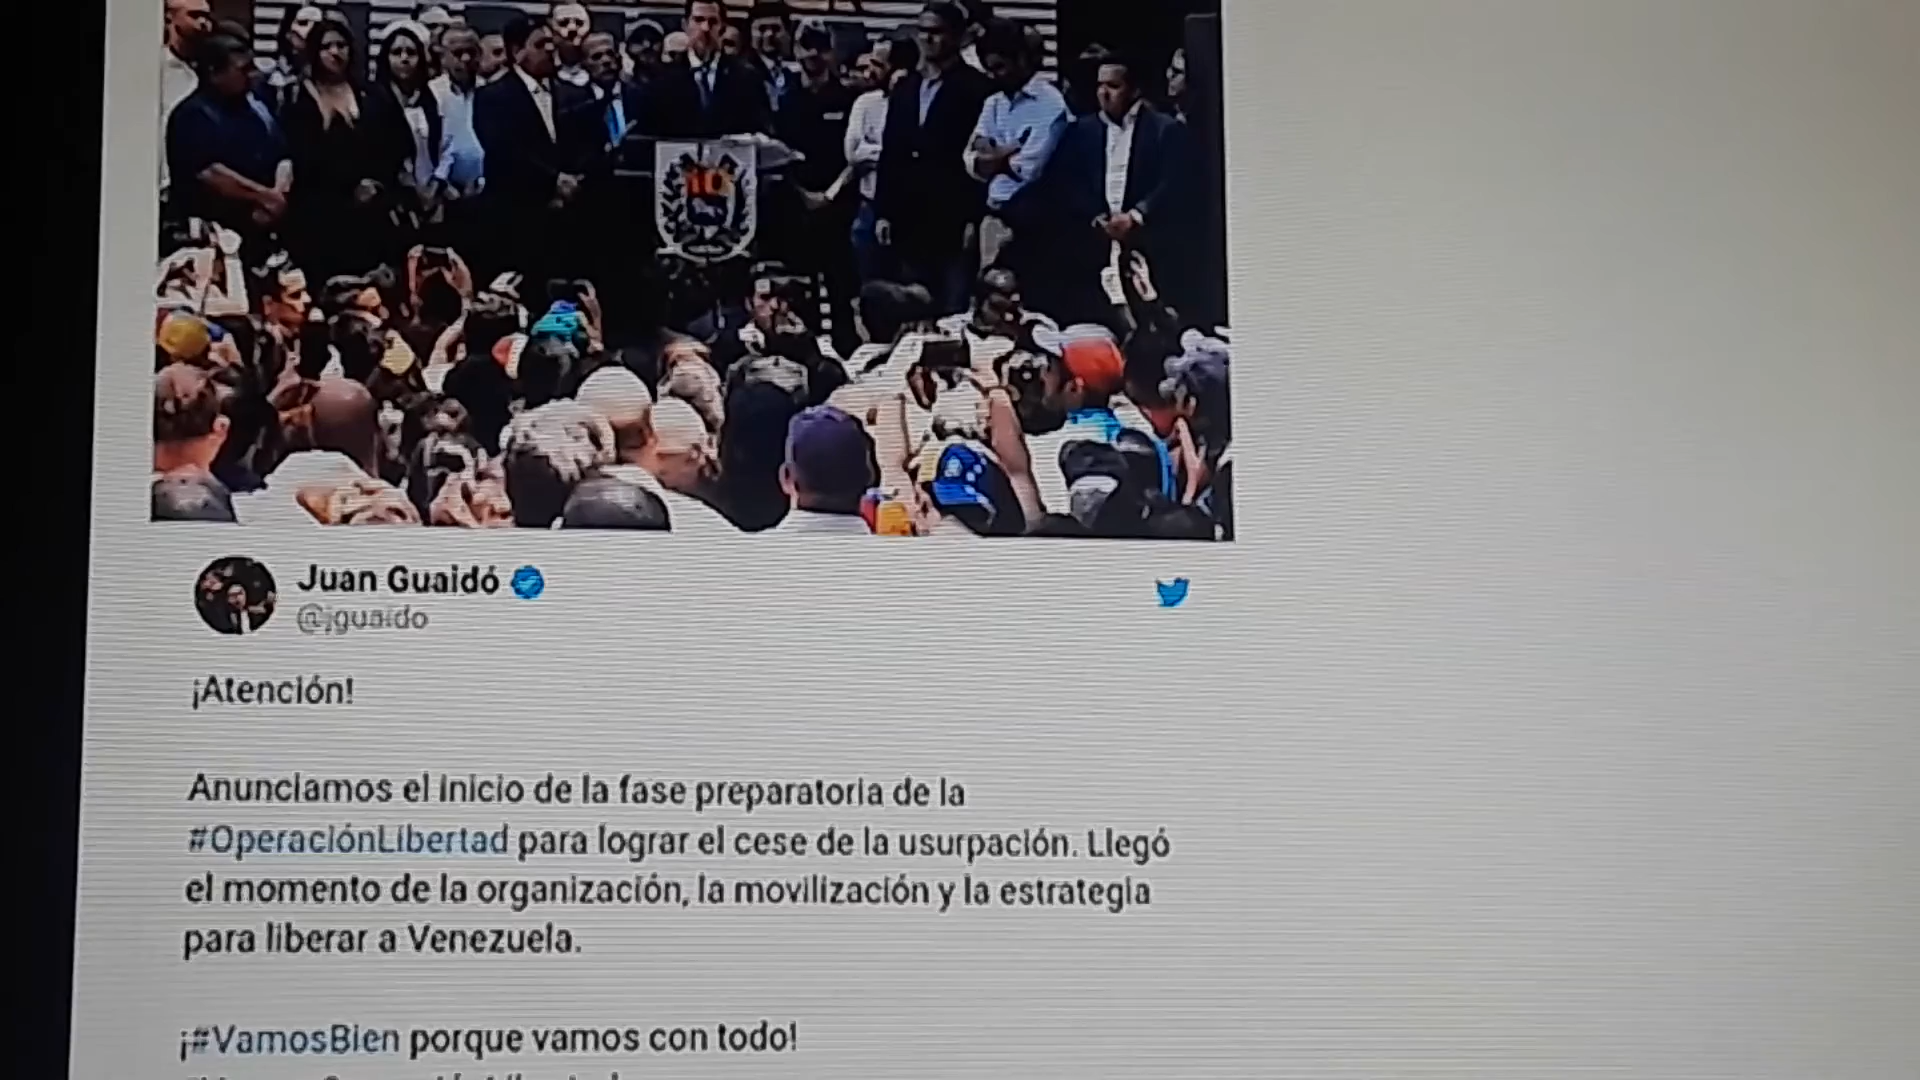 Juan Guaidó
@jguaido
¡Atención!
Anunciamos el inicio de la fase preparatoria de la
#OperaciónLibertad para lograr el cese de la usurpación. Llegó
el momento de la organización, la movilización y la estrategia
para liberar a Venezuela.
¡#VamosBien porque vamos con todo!